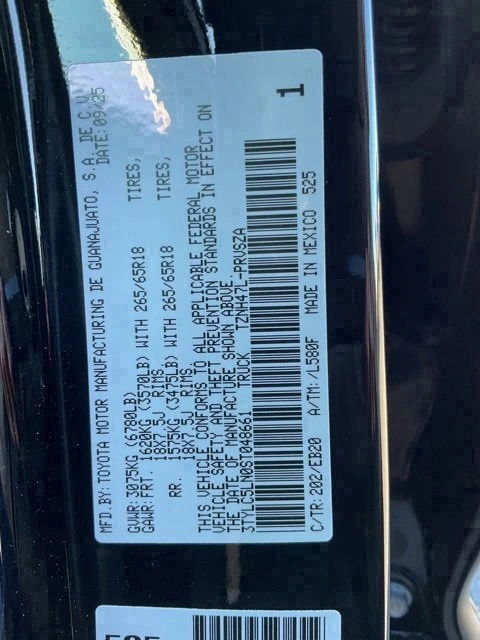 MFD.BY: TOYOTA MOTOR MANUFACTURING DE GUANAJUATO, S.A. DE C.V.
DATE: 09/25
GVWR: 3075KG (6780LB)
GAWR: FRT. 1620KG (3570LB) WITH 265/65R18 TIRES,
18X7.5J RIMS.
RR. 1575KG (3475LB) WITH 265/65R18 TIRES,
18X7.5J RIMS.
THIS VEHICLE CONFORMS TO ALL APPLICABLE FEDERAL MOTOR
VEHICLE SAFETY AND THEFT PREVENTION STANDARDS IN EFFECT ON
THE DATE OF MANUFACTURE SHOWN ABOVE.
3TYLC5LN0ST048661 TRUCK TZNH47L-PRVSZA
C/TR: 202/EB20 A/TM: /L580F MADE IN MEXICO 525
1